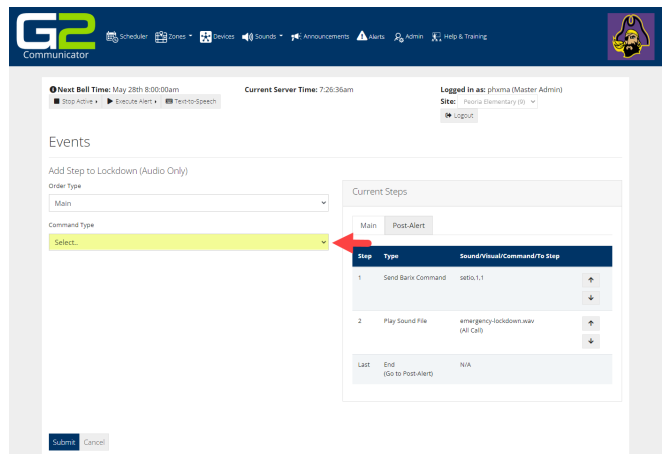 G2
Communicator
Scheduler Zones Devices Sounds Announcements Alerts Admin Help & Training
Next Bell Time: May 28th 8:00:00am Current Server Time: 7:26:36am Logged in as: phxma (Master Admin)
Stop Active Execute Alert Text-to-Speech Site: Peoria Elementary (9)
Logout
Events
Add Step to Lockdown (Audio Only)
Order Type
Main
Command Type
Select..
Current Steps
Main Post-Alert
Step Type Sound/Visual/Command/To Step
1 Send Barix Command setio,1,1
2 Play Sound File emergency-lockdown.wav
(All Call)
Last End N/A
(Go to Post-Alert)
Submit Cancel